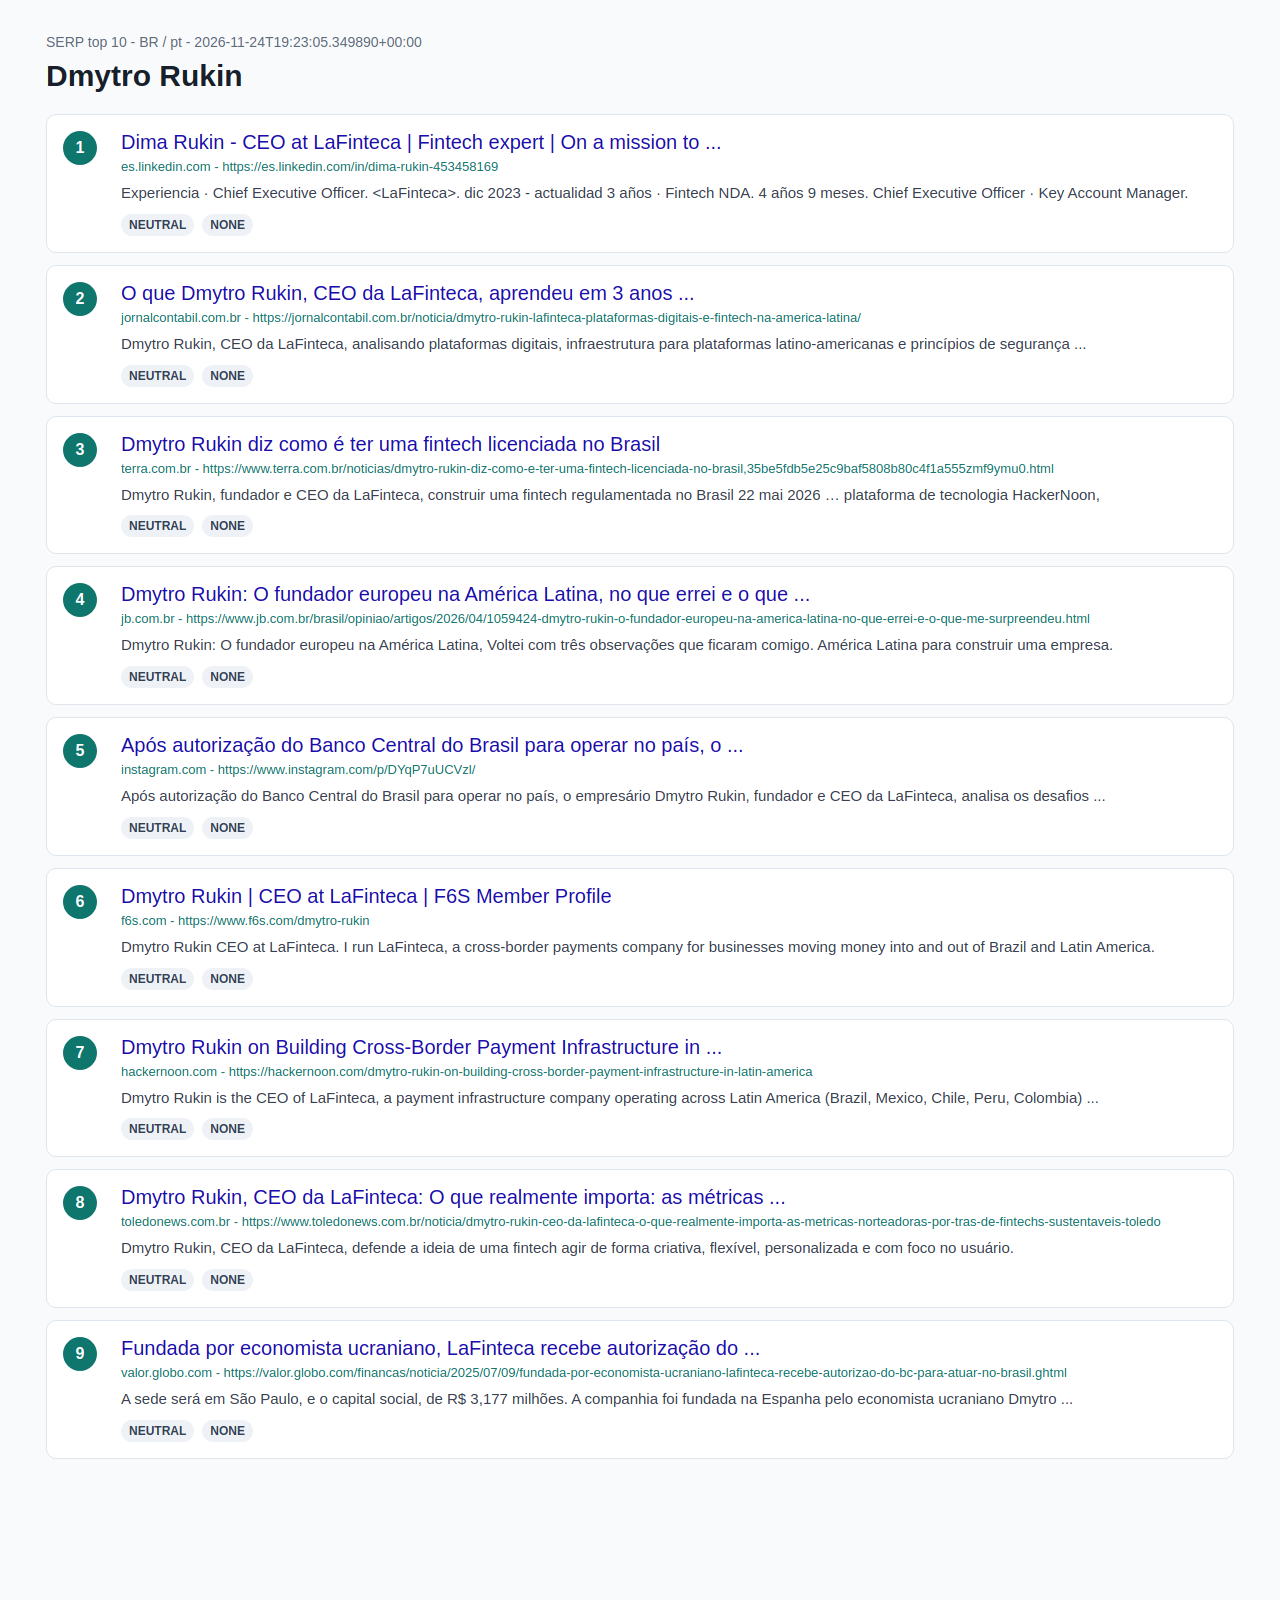 SERP top 10 - BR / pt - 2026-11-24T19:23:05.349890+00:00
Dmytro Rukin
1
Dima Rukin - CEO at LaFinteca | Fintech expert | On a mission to ...
es.linkedin.com - https://es.linkedin.com/in/dima-rukin-453458169
Experiencia · Chief Executive Officer. <LaFinteca>. dic 2023 - actualidad 3 años · Fintech NDA. 4 años 9 meses. Chief Executive Officer · Key Account Manager.
NEUTRAL NONE
2
O que Dmytro Rukin, CEO da LaFinteca, aprendeu em 3 anos ...
jornalcontabil.com.br - https://jornalcontabil.com.br/noticia/dmytro-rukin-lafinteca-plataformas-digitais-e-fintech-na-america-latina/
Dmytro Rukin, CEO da LaFinteca, analisando plataformas digitais, infraestrutura para plataformas latino-americanas e princípios de segurança ...
NEUTRAL NONE
3
Dmytro Rukin diz como é ter uma fintech licenciada no Brasil
terra.com.br - https://www.terra.com.br/noticias/dmytro-rukin-diz-como-e-ter-uma-fintech-licenciada-no-brasil,35be5fdb5e25c9baf5808b80c4f1a555zmf9ymu0.html
Dmytro Rukin, fundador e CEO da LaFinteca, construir uma fintech regulamentada no Brasil 22 mai 2026 … plataforma de tecnologia HackerNoon,
NEUTRAL NONE
4
Dmytro Rukin: O fundador europeu na América Latina, no que errei e o que ...
jb.com.br - https://www.jb.com.br/brasil/opiniao/artigos/2026/04/1059424-dmytro-rukin-o-fundador-europeu-na-america-latina-no-que-errei-e-o-que-me-surpreendeu.html
Dmytro Rukin: O fundador europeu na América Latina, Voltei com três observações que ficaram comigo. América Latina para construir uma empresa.
NEUTRAL NONE
5
Após autorização do Banco Central do Brasil para operar no país, o ...
instagram.com - https://www.instagram.com/p/DYqP7uUCVzl/
Após autorização do Banco Central do Brasil para operar no país, o empresário Dmytro Rukin, fundador e CEO da LaFinteca, analisa os desafios ...
NEUTRAL NONE
6
Dmytro Rukin | CEO at LaFinteca | F6S Member Profile
f6s.com - https://www.f6s.com/dmytro-rukin
Dmytro Rukin CEO at LaFinteca. I run LaFinteca, a cross-border payments company for businesses moving money into and out of Brazil and Latin America.
NEUTRAL NONE
7
Dmytro Rukin on Building Cross-Border Payment Infrastructure in ...
hackernoon.com - https://hackernoon.com/dmytro-rukin-on-building-cross-border-payment-infrastructure-in-latin-america
Dmytro Rukin is the CEO of LaFinteca, a payment infrastructure company operating across Latin America (Brazil, Mexico, Chile, Peru, Colombia) ...
NEUTRAL NONE
8
Dmytro Rukin, CEO da LaFinteca: O que realmente importa: as métricas ...
toledonews.com.br - https://www.toledonews.com.br/noticia/dmytro-rukin-ceo-da-lafinteca-o-que-realmente-importa-as-metricas-norteadoras-por-tras-de-fintechs-sustentaveis-toledo
Dmytro Rukin, CEO da LaFinteca, defende a ideia de uma fintech agir de forma criativa, flexível, personalizada e com foco no usuário.
NEUTRAL NONE
9
Fundada por economista ucraniano, LaFinteca recebe autorização do ...
valor.globo.com - https://valor.globo.com/financas/noticia/2025/07/09/fundada-por-economista-ucraniano-lafinteca-recebe-autorizao-do-bc-para-atuar-no-brasil.ghtml
A sede será em São Paulo, e o capital social, de R$ 3,177 milhões. A companhia foi fundada na Espanha pelo economista ucraniano Dmytro ...
NEUTRAL NONE